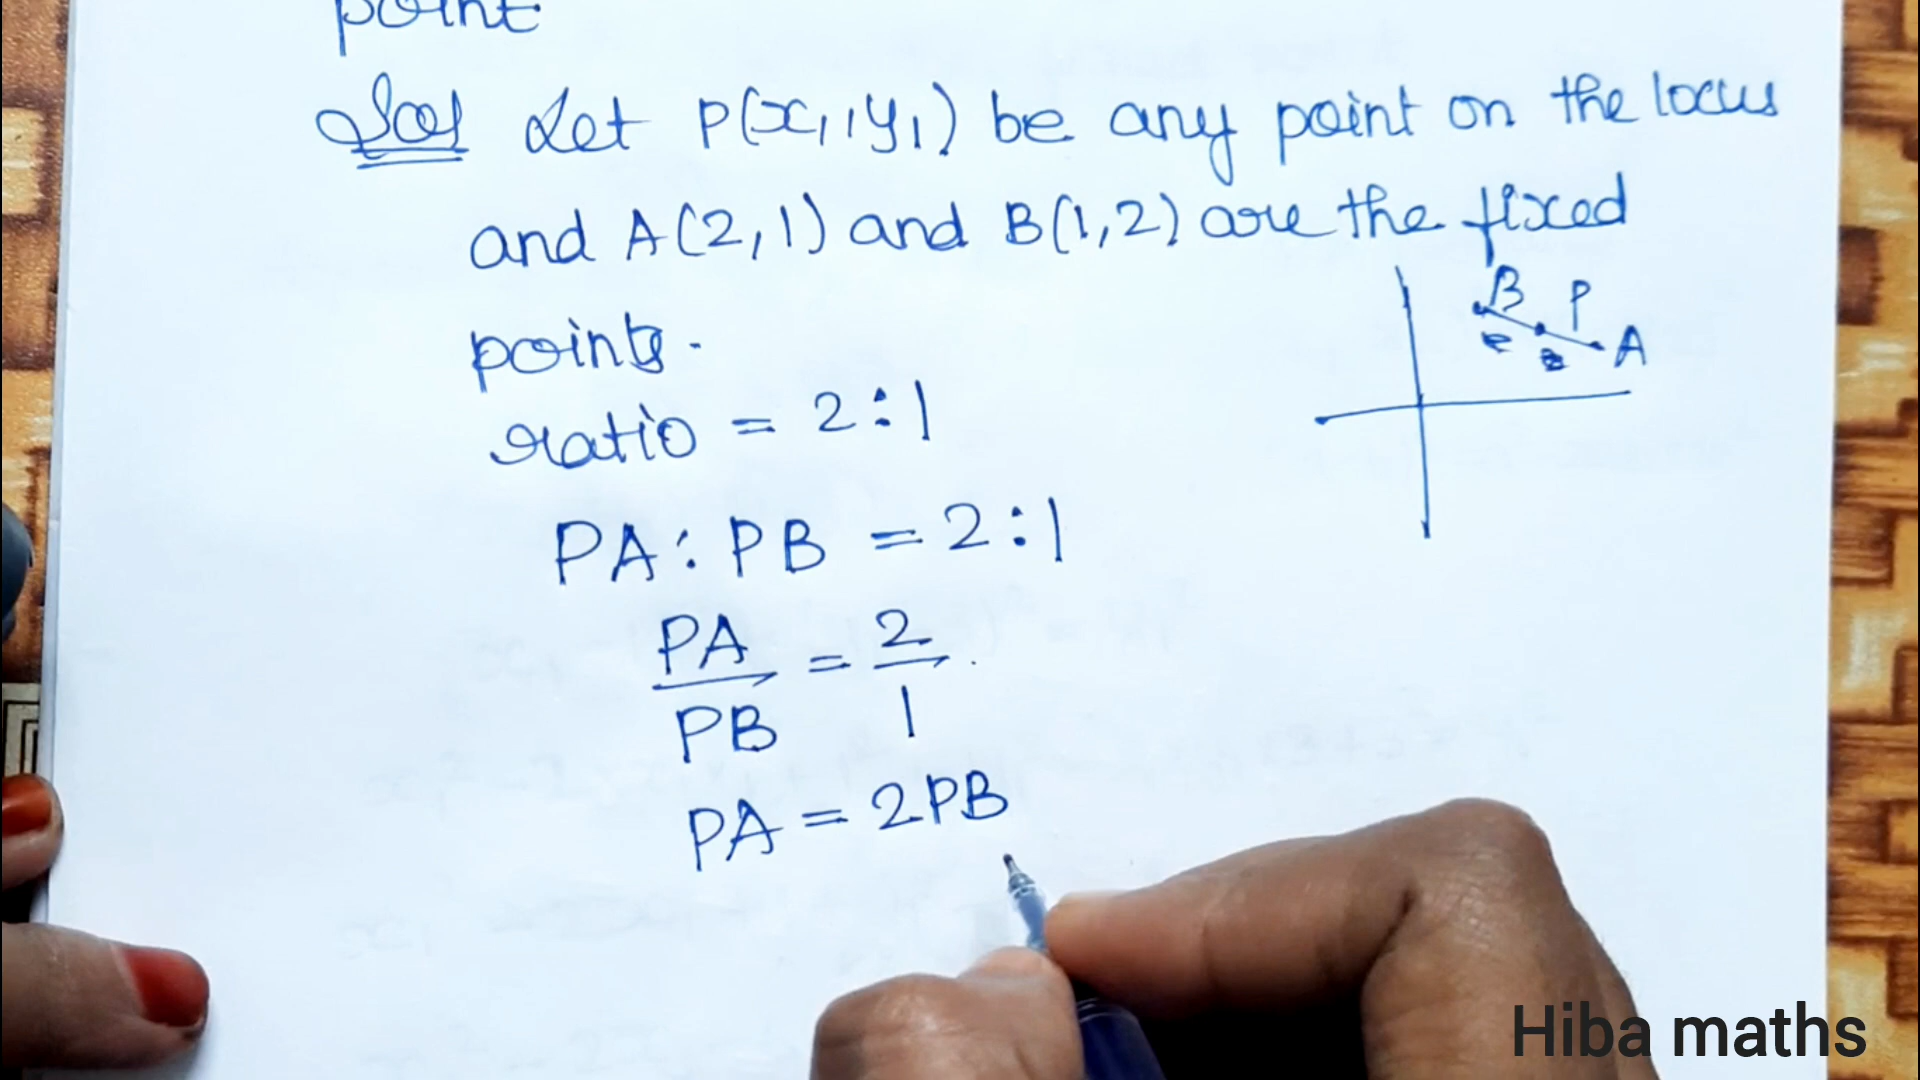 point
Sol Let P(x₁,y₁) be any point on the locus
and A(2,1) and B(1,2) are the fixed
points.
ratio = 2:1
PA : PB = 2:1
PA/PB = 2/1
PA = 2PB
B P
A
Hiba maths